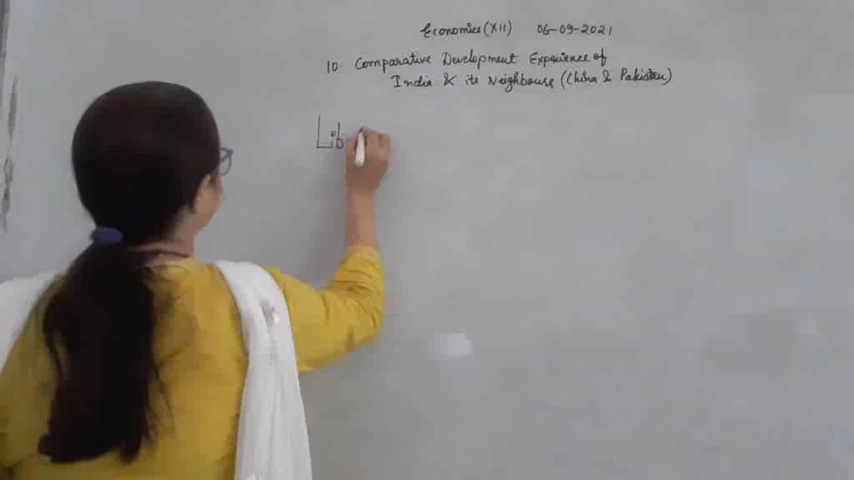 Economics (XII) 06-09-2021
10. Comparative Development Experience of
India & its Neighbours (China & Pakistan)
Lib